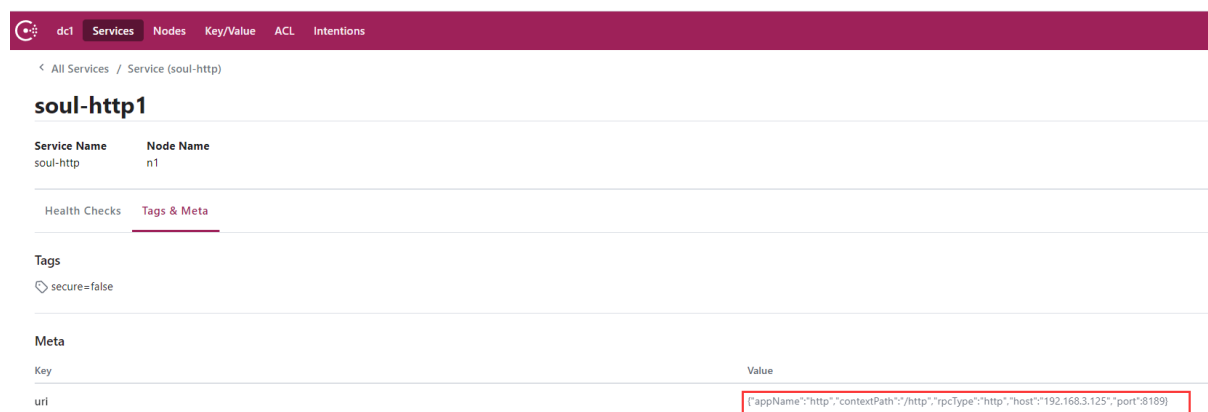 dc1 Services Nodes Key/Value ACL Intentions
< All Services / Service (soul-http)
soul-http1
Service Name Node Name
soul-http n1
Health Checks Tags & Meta
Tags
secure=false
Meta
Key Value
uri {"appName":"http","contextPath":"/http","rpcType":"http","host":"192.168.3.125","port":8189}